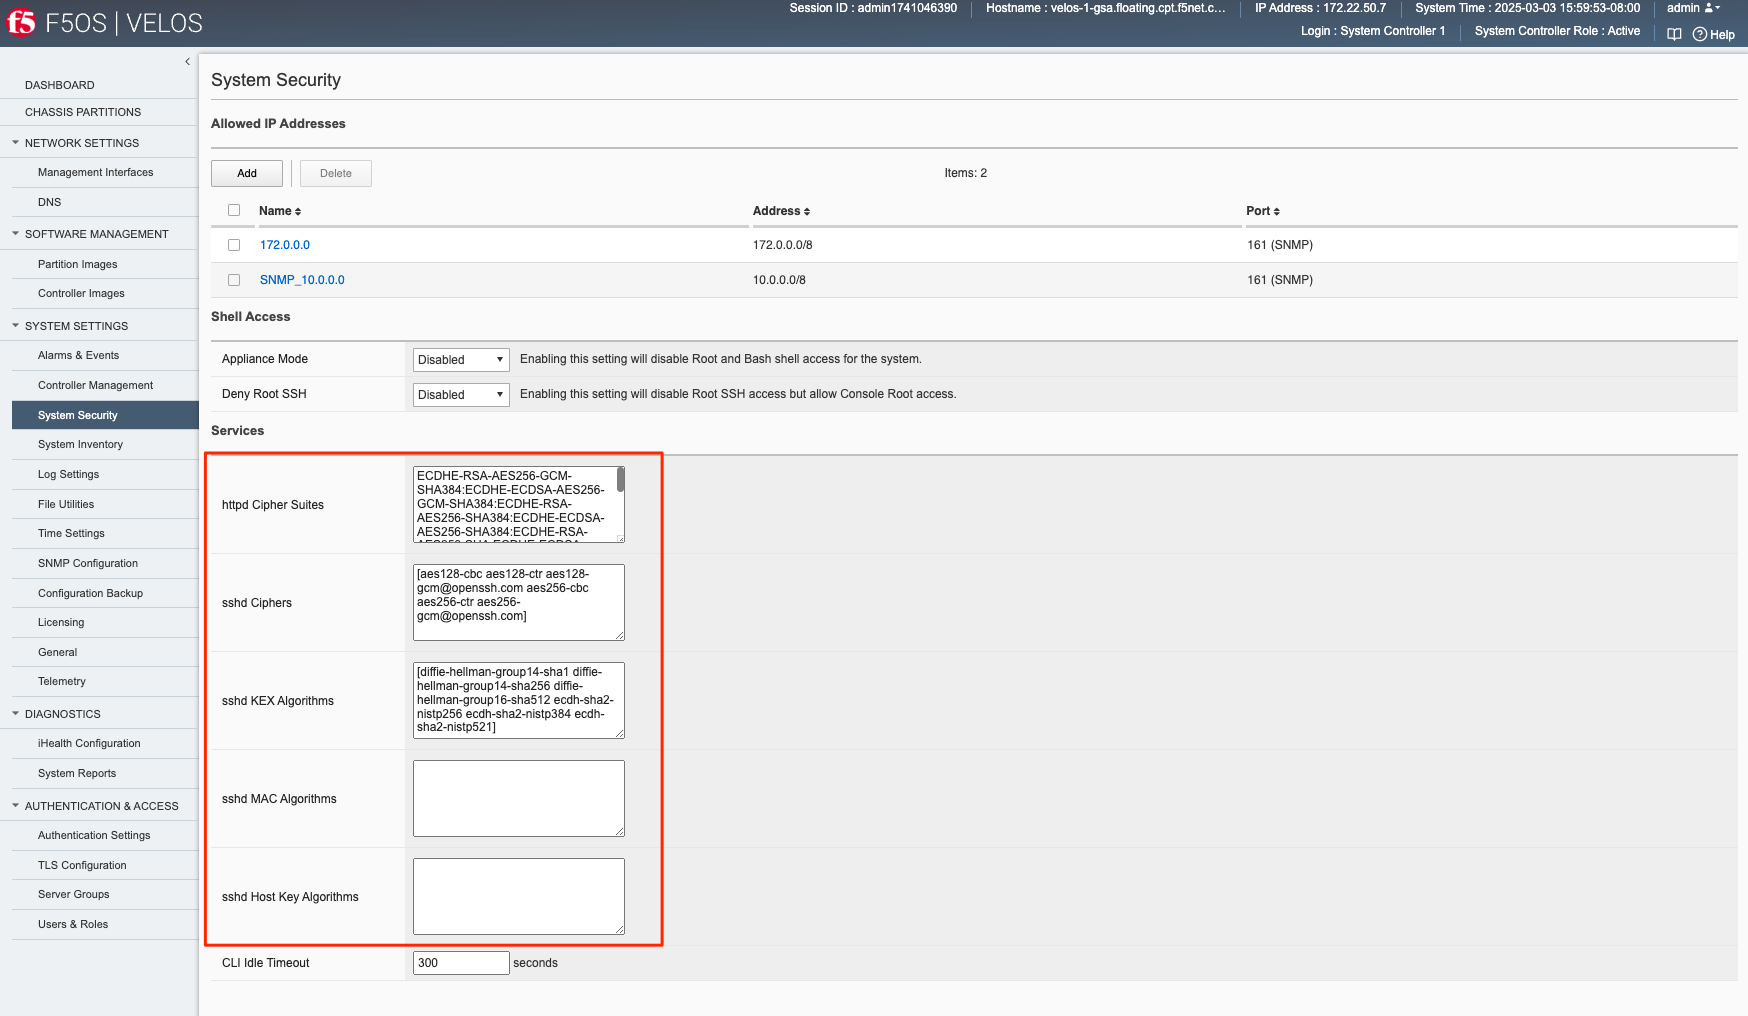 f5 F5OS | VELOS
Session ID : admin1741046390
Hostname : velos-1-gsa.floating.cpt.f5net.c...
IP Address : 172.22.50.7
System Time : 2025-03-03 15:59:53-08:00
admin
Login : System Controller 1
System Controller Role : Active
Help
DASHBOARD
CHASSIS PARTITIONS
NETWORK SETTINGS
Management Interfaces
DNS
SOFTWARE MANAGEMENT
Partition Images
Controller Images
SYSTEM SETTINGS
Alarms & Events
Controller Management
System Security
System Inventory
Log Settings
File Utilities
Time Settings
SNMP Configuration
Configuration Backup
Licensing
General
Telemetry
DIAGNOSTICS
iHealth Configuration
System Reports
AUTHENTICATION & ACCESS
Authentication Settings
TLS Configuration
Server Groups
Users & Roles
System Security
Allowed IP Addresses
Add
Delete
Items: 2
Name Address Port
172.0.0.0 172.0.0.0/8 161 (SNMP)
SNMP_10.0.0.0 10.0.0.0/8 161 (SNMP)
Shell Access
Appliance Mode Disabled Enabling this setting will disable Root and Bash shell access for the system.
Deny Root SSH Disabled Enabling this setting will disable Root SSH access but allow Console Root access.
Services
httpd Cipher Suites
ECDHE-RSA-AES256-GCM-
SHA384:ECDHE-ECDSA-AES256-
GCM-SHA384:ECDHE-RSA-
AES256-SHA384:ECDHE-ECDSA-
AES256-SHA384:ECDHE-RSA-
sshd Ciphers
[aes128-cbc aes128-ctr aes128-
gcm@openssh.com aes256-cbc
aes256-ctr aes256-
gcm@openssh.com]
sshd KEX Algorithms
[diffie-hellman-group14-sha1 diffie-
hellman-group14-sha256 diffie-
hellman-group16-sha512 ecdh-sha2-
nistp256 ecdh-sha2-nistp384 ecdh-
sha2-nistp521]
sshd MAC Algorithms
sshd Host Key Algorithms
CLI Idle Timeout 300 seconds